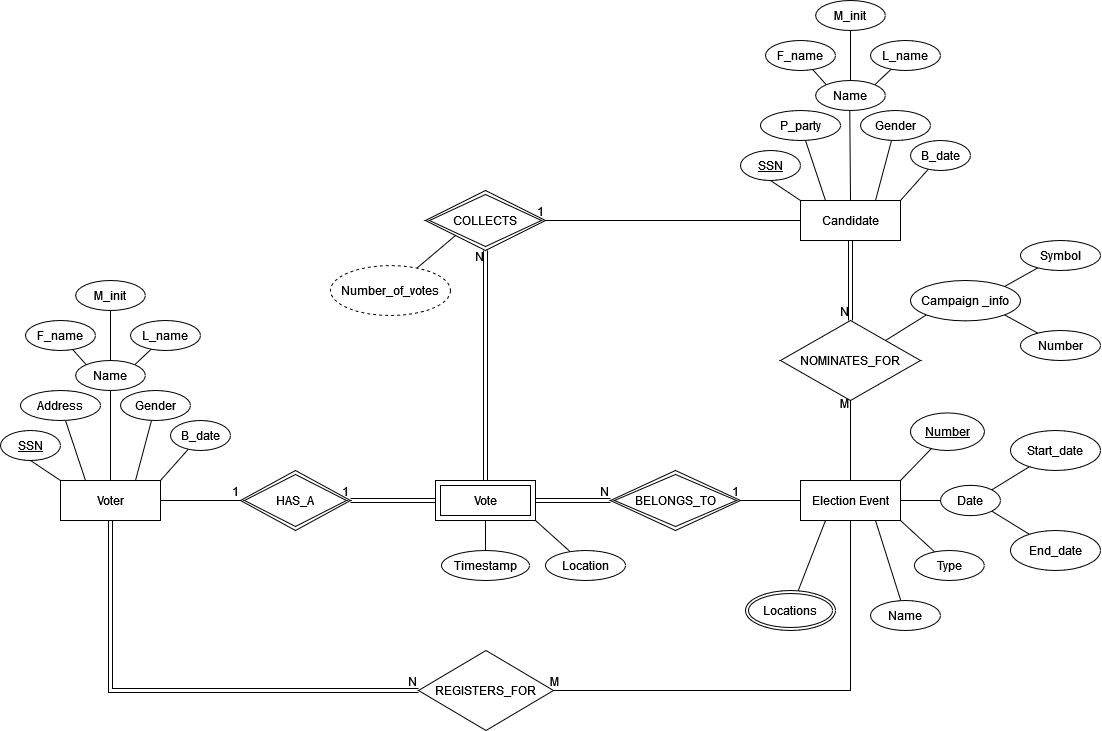 M_init
F_name
L_name
Name
P_party
Gender
B_date
SSN
Candidate
COLLECTS
1
N
Number_of_votes
Symbol
Campaign _info
Number
N
NOMINATES_FOR
M
M_init
F_name
L_name
Name
Address
Gender
B_date
SSN
Voter
1
HAS_A
1
Vote
Timestamp
Location
N
BELONGS_TO
1
Election Event
Number
Start_date
Date
End_date
Type
Name
Locations
N
REGISTERS_FOR
M